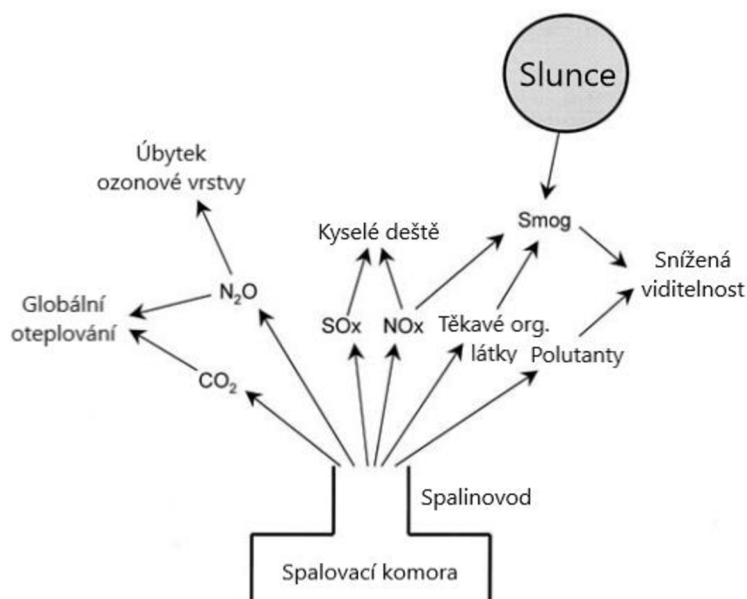 Slunce
Úbytek
ozonové vrstvy
Kyselé deště
Smog
Snížená
viditelnost
N₂O
Globální
oteplování
SOx
NOx
Těkavé org.
látky
Polutanty
CO₂
Spalinovod
Spalovací komora